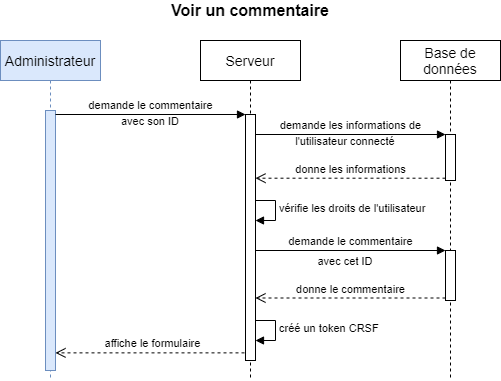 Voir un commentaire
Administrateur
Serveur
Base de
données
demande le commentaire
avec son ID
demande les informations de
l'utilisateur connecté
donne les informations
vérifie les droits de l'utilisateur
demande le commentaire
avec cet ID
donne le commentaire
créé un token CRSF
affiche le formulaire